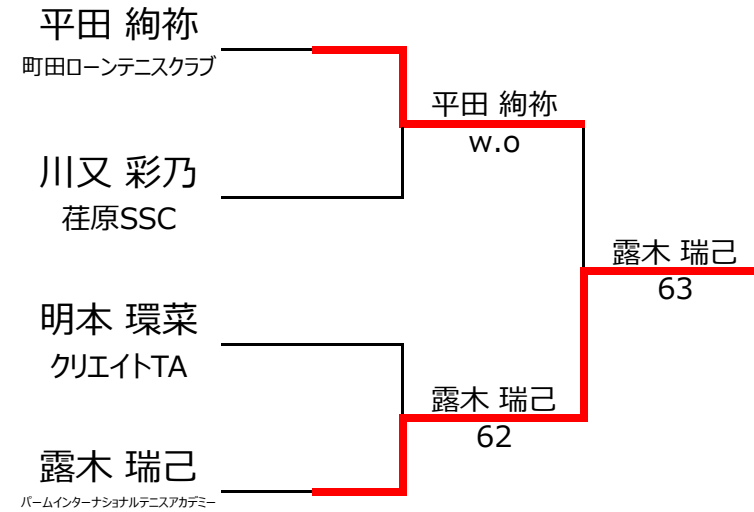 平田 絢祢
町田ローンテニスクラブ
平田 絢祢
w.o
川又 彩乃
荏原SSC
露木 瑞己
63
明本 環菜
クリエイトTA
露木 瑞己
62
露木 瑞己
パームインターナショナルテニスアカデミー